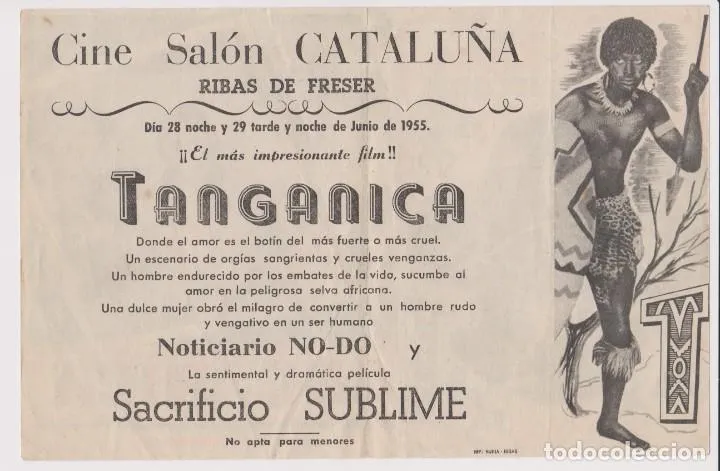 Cine Salón CATALUÑA
RIBAS DE FRESER
Día 28 noche y 29 tarde y noche de Junio de 1955.
¡¡El más impresionante film!!
TANGANICA
Donde el amor es el botín del más fuerte o más cruel.
Un escenario de orgías sangrientas y crueles venganzas.
Un hombre endurecido por los embates de la vida, sucumbe al
amor en la peligrosa selva africana.
Una dulce mujer obró el milagro de convertir a un hombre rudo
y vengativo en un ser humano
Noticiario NO-DO y
La sentimental y dramática película
Sacrificio SUBLIME
No apta para menores
IMP. MARIA - RIBAS
T
todocoleccion